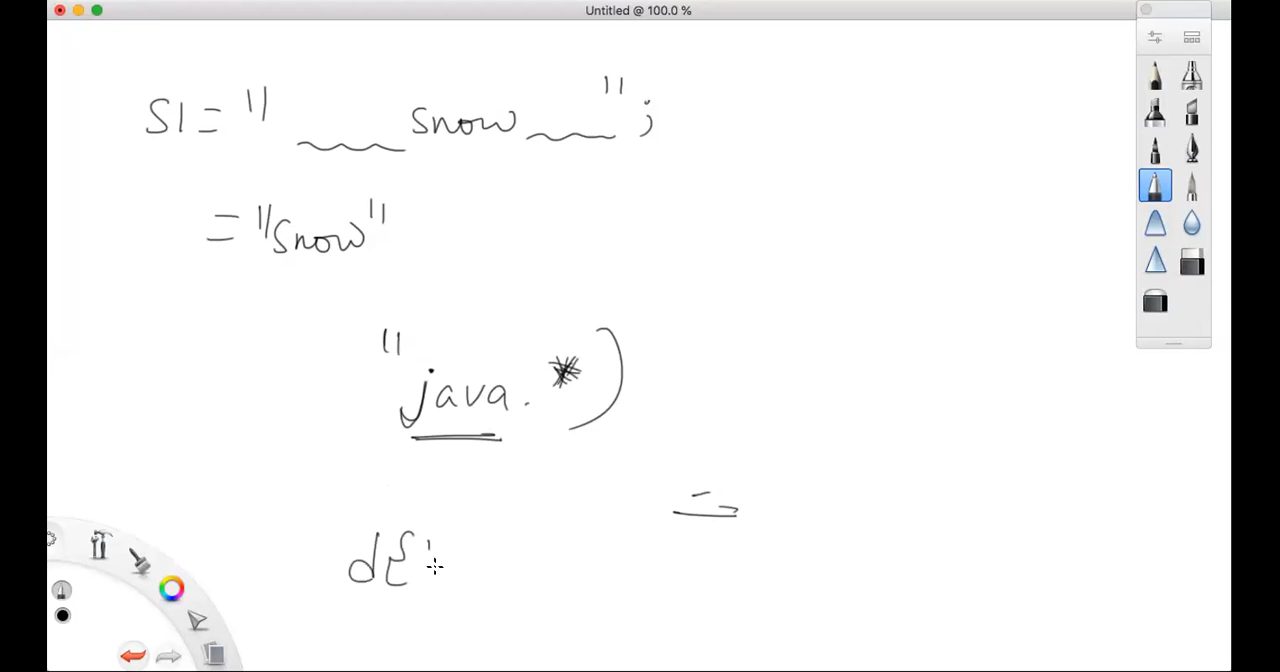 Untitled @ 100.0 %
S1 = " snow ";
= "snow"
"java. *)